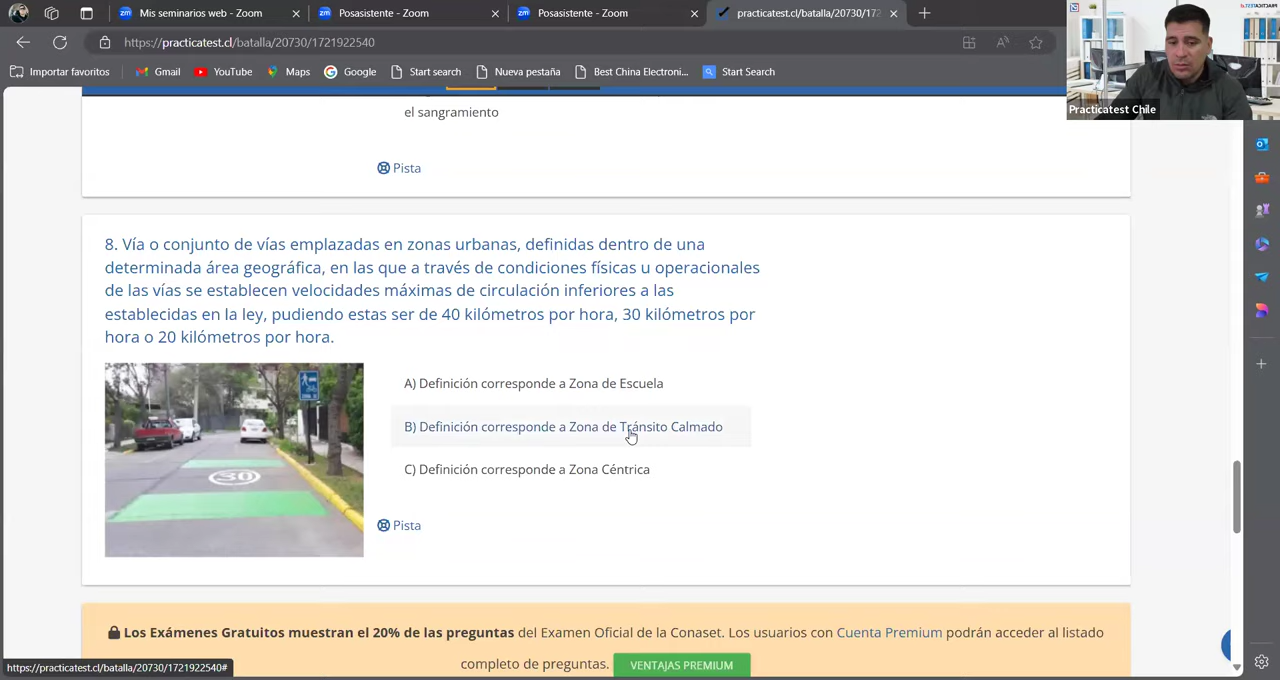 Mis seminarios web - Zoom
Posasistente - Zoom
Posasistente - Zoom
practicatest.cl/batalla/20730/172
https://practicatest.cl/batalla/20730/1721922540
Importar favoritos
Gmail
YouTube
Maps
Google
Start search
Nueva pestaña
Best China Electroni...
Start Search
Practicatest Chile
el sangramiento
Pista
8. Vía o conjunto de vías emplazadas en zonas urbanas, definidas dentro de una
determinada área geográfica, en las que a través de condiciones físicas u operacionales
de las vías se establecen velocidades máximas de circulación inferiores a las
establecidas en la ley, pudiendo estas ser de 40 kilómetros por hora, 30 kilómetros por
hora o 20 kilómetros por hora.
30
A) Definición corresponde a Zona de Escuela
B) Definición corresponde a Zona de Tránsito Calmado
C) Definición corresponde a Zona Céntrica
Pista
Los Exámenes Gratuitos muestran el 20% de las preguntas del Examen Oficial de la Conaset. Los usuarios con Cuenta Premium podrán acceder al listado
completo de preguntas. VENTAJAS PREMIUM
https://practicatest.cl/batalla/20730/1721922540#